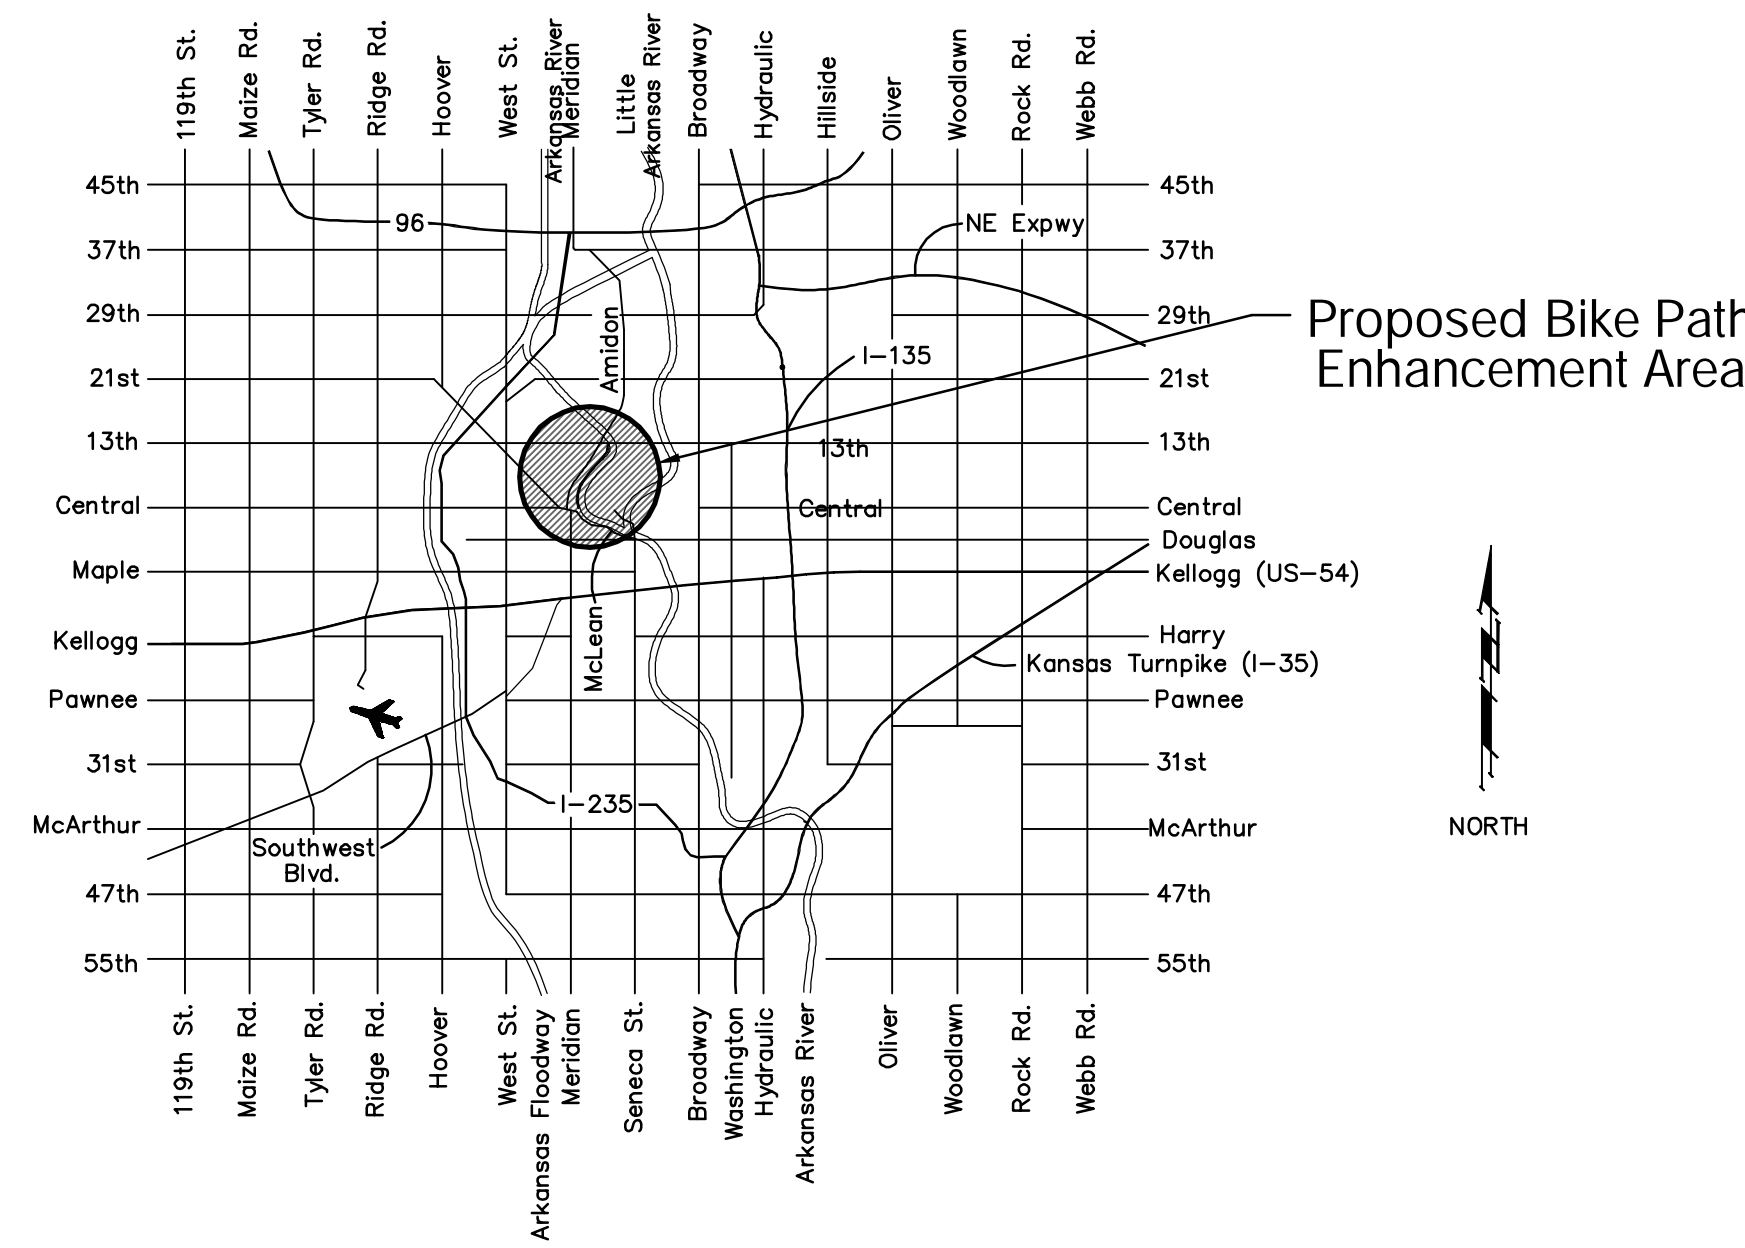 119th St.
Maize Rd.
Tyler Rd.
Ridge Rd.
Hoover
West St.
Arkansas River
Meridian
Little
Arkansas River
Broadway
Hydraulic
Hillside
Oliver
Woodlawn
Rock Rd.
Webb Rd.
45th
45th
96
NE Expwy
37th
37th
29th
29th
Proposed Bike Path
Enhancement Area
Amidon
I-135
21st
21st
13th
13th
13th
Central
Central
Central
Douglas
Maple
Kellogg (US-54)
Kellogg
McLean
Harry
Kansas Turnpike (I-35)
Pawnee
Pawnee
31st
31st
I-235
McArthur
McArthur
NORTH
Southwest
Blvd.
47th
47th
55th
55th
119th St.
Maize Rd.
Tyler Rd.
Ridge Rd.
Hoover
West St.
Arkansas Floodway
Meridian
Seneca St.
Broadway
Washington
Hydraulic
Arkansas River
Oliver
Woodlawn
Rock Rd.
Webb Rd.